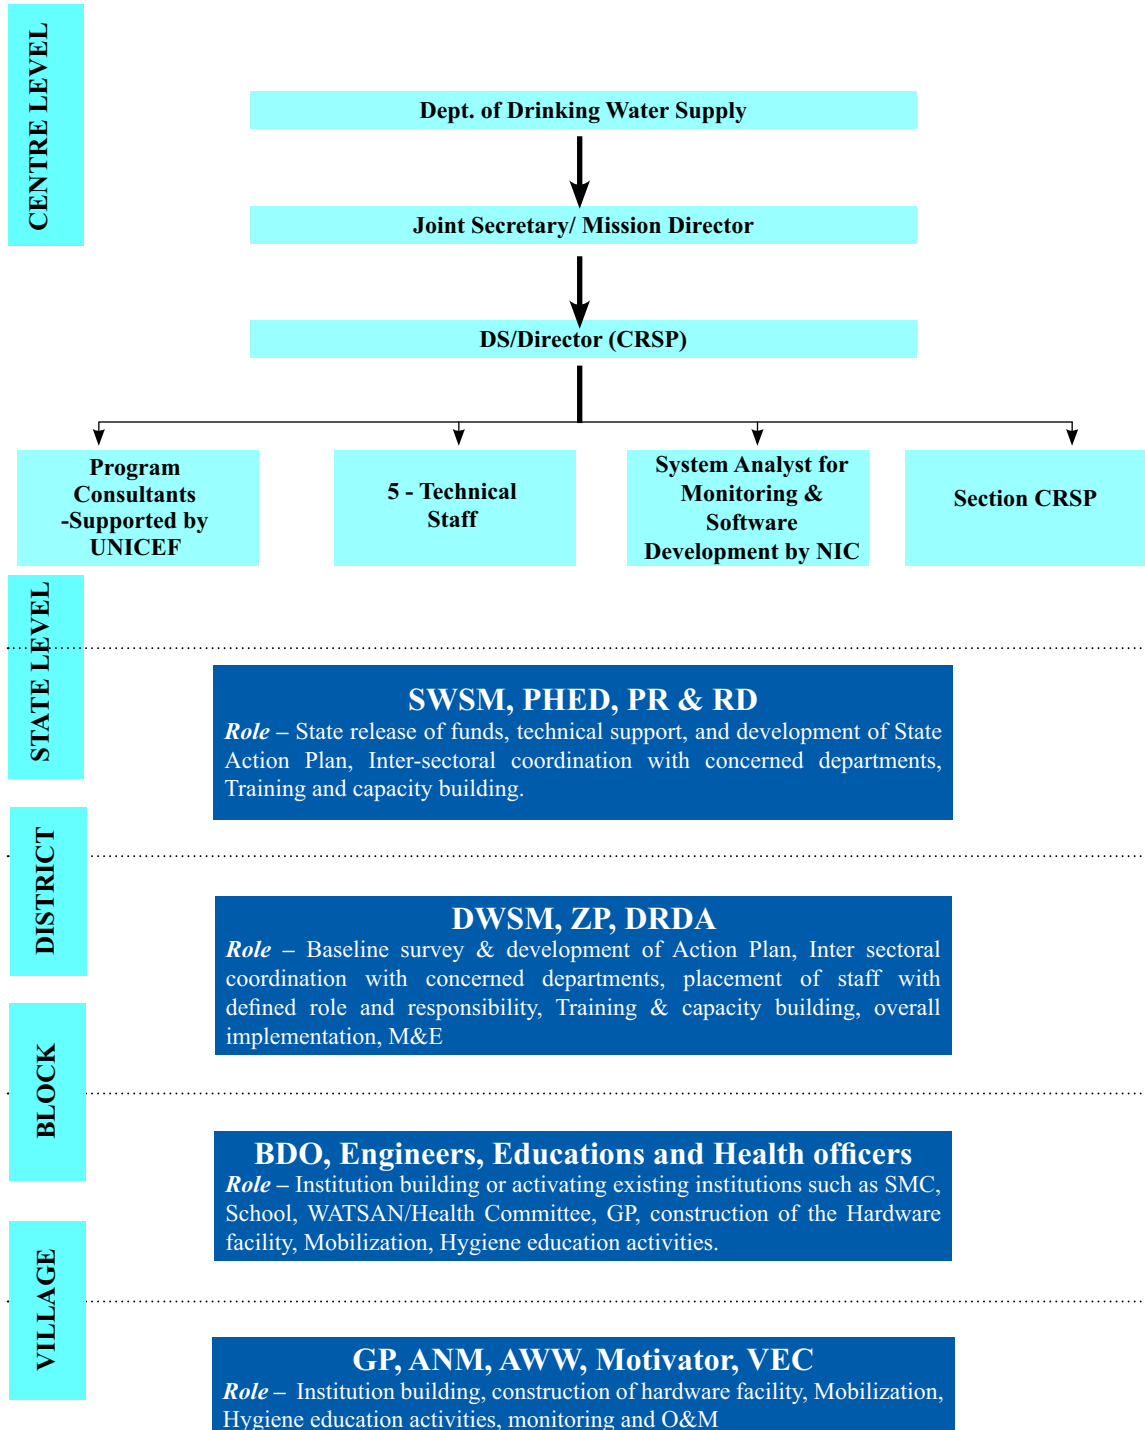 CENTRE LEVEL
Dept. of Drinking Water Supply
Joint Secretary/ Mission Director
DS/Director (CRSP)
Program
Consultants
-Supported by
UNICEF
5 - Technical
Staff
System Analyst for
Monitoring &
Software
Development by NIC
Section CRSP
STATE LEVEL
SWSM, PHED, PR & RD
Role – State release of funds, technical support, and development of State
Action Plan, Inter-sectoral coordination with concerned departments,
Training and capacity building.
DISTRICT
DWSM, ZP, DRDA
Role – Baseline survey & development of Action Plan, Inter sectoral
coordination with concerned departments, placement of staff with
defined role and responsibility, Training & capacity building, overall
implementation, M&E
BLOCK
BDO, Engineers, Educations and Health officers
Role – Institution building or activating existing institutions such as SMC,
School, WATSAN/Health Committee, GP, construction of the Hardware
facility, Mobilization, Hygiene education activities.
VILLAGE
GP, ANM, AWW, Motivator, VEC
Role – Institution building, construction of hardware facility, Mobilization,
Hygiene education activities, monitoring and O&M